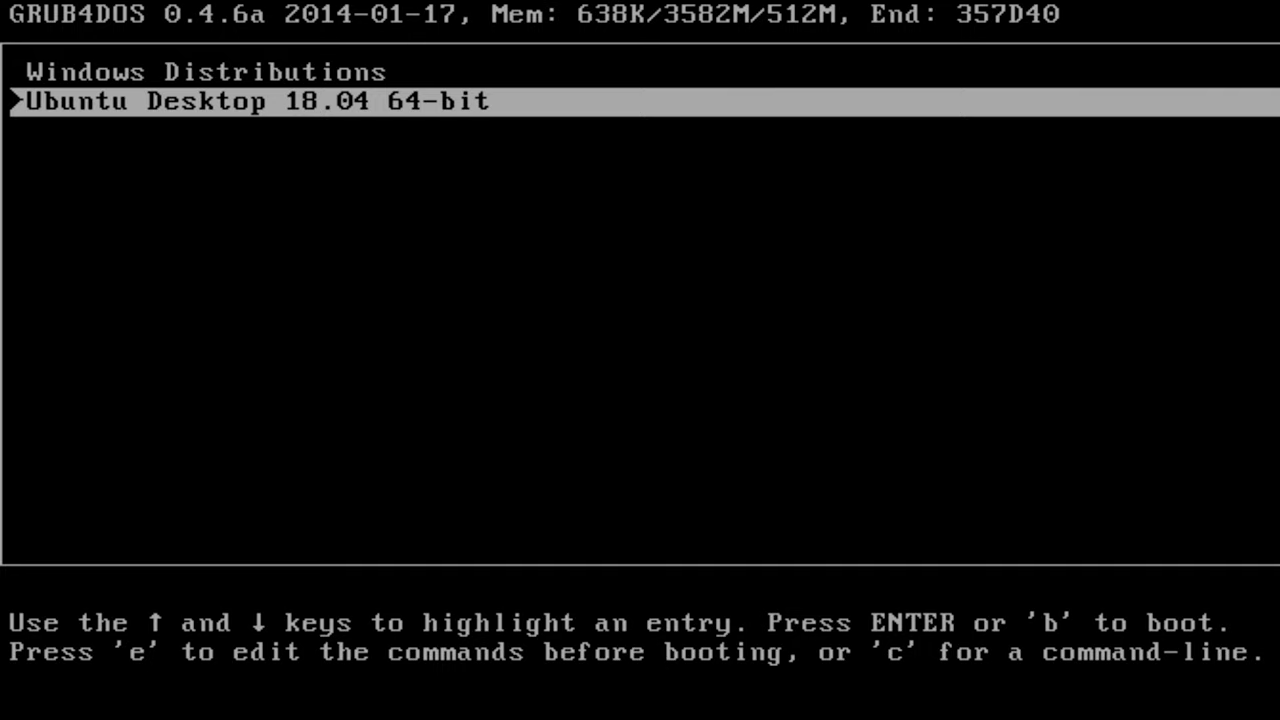 GRUB4DOS 0.4.6a 2014-01-17, Mem: 638K/3582M/512M, End: 357D40
Windows Distributions
Ubuntu Desktop 18.04 64-bit
Use the ↑ and ↓ keys to highlight an entry. Press ENTER or 'b' to boot.
Press 'e' to edit the commands before booting, or 'c' for a command-line.